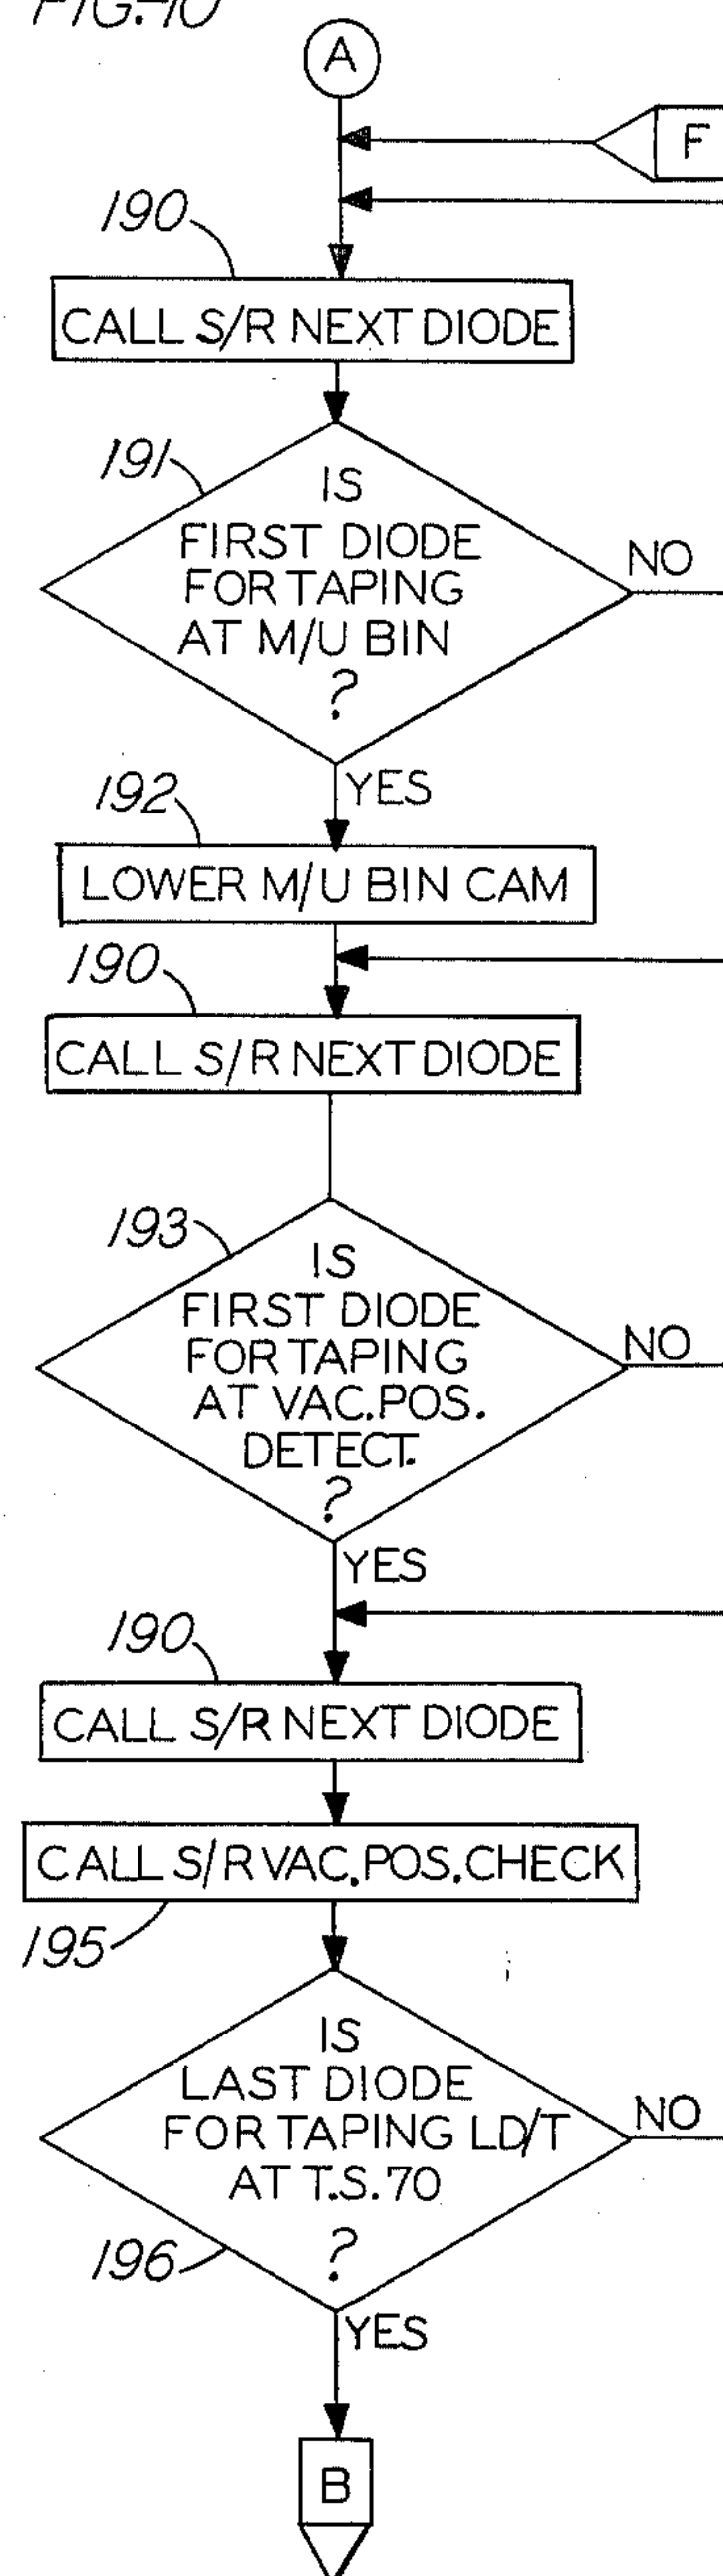 FIG.10
A
F
190
CALL S/R NEXT DIODE
191
IS
FIRST DIODE
FOR TAPING
AT M/U BIN
?
NO
YES
192
LOWER M/U BIN CAM
190
CALL S/R NEXT DIODE
193
IS
FIRST DIODE
FOR TAPING
AT VAC.POS.
DETECT.
?
NO
YES
190
CALL S/R NEXT DIODE
CALL S/R VAC.POS.CHECK
195
IS
LAST DIODE
FOR TAPING LD/T
AT T.S.70
?
NO
196
YES
B